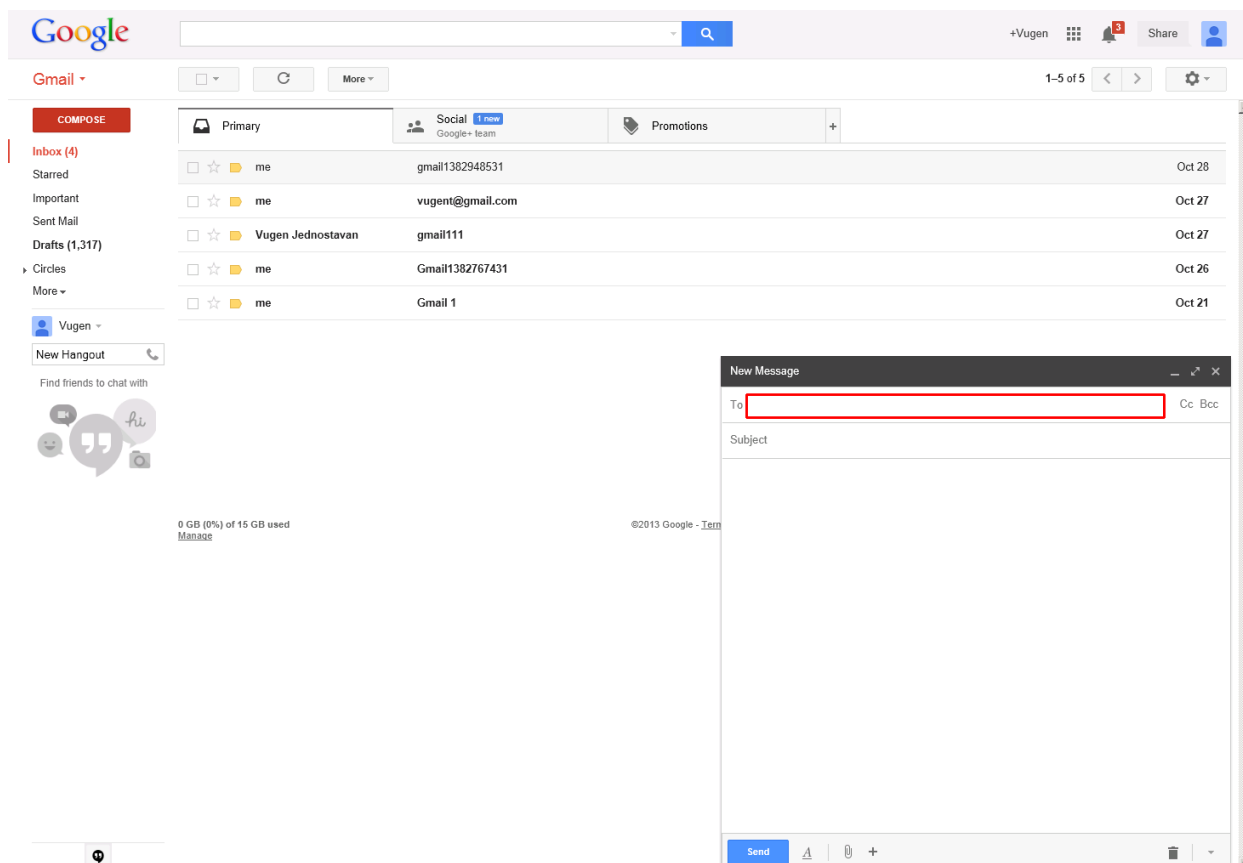 Google
+Vugen
3
Share
Gmail
More
1–5 of 5
COMPOSE
Inbox (4)
Starred
Important
Sent Mail
Drafts (1,317)
Circles
More
Vugen
New Hangout
Find friends to chat with
hi
Primary
Social 1 new
Google+ team
Promotions
+
me gmail1382948531 Oct 28
me vugent@gmail.com Oct 27
Vugen Jednostavan gmail111 Oct 27
me Gmail1382767431 Oct 26
me Gmail 1 Oct 21
0 GB (0%) of 15 GB used
Manage
©2013 Google - Term
New Message
To Cc Bcc
Subject
Send A +